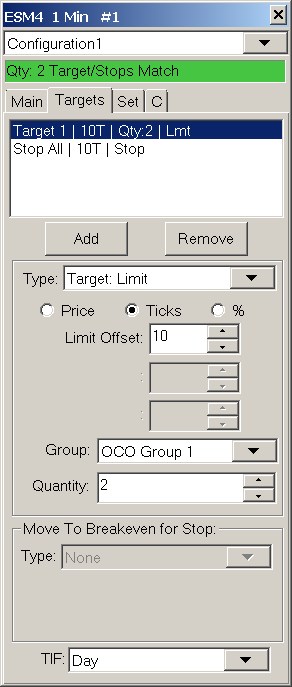 ESM4 1 Min #1
Configuration1
Qty: 2 Target/Stops Match
Main Targets Set C
Target 1 | 10T | Qty:2 | Lmt
Stop All | 10T | Stop
Add Remove
Type: Target: Limit
Price Ticks %
Limit Offset: 10
:
:
Group: OCO Group 1
Quantity: 2
Move To Breakeven for Stop:
Type: None
TIF: Day